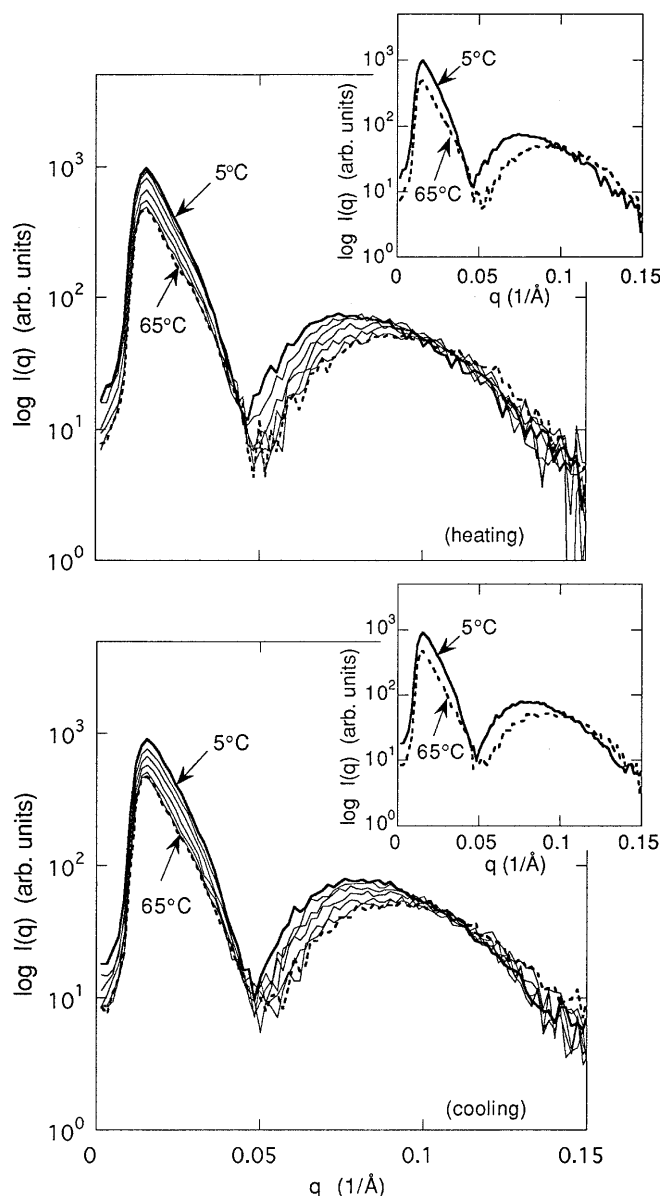 10³
10²
10¹
10⁰
log I(q) (arb. units)
5°C
65°C
(heating)
10³
10²
10¹
10⁰
log I(q) (arb. units)
5°C
65°C
0 0.05 0.1 0.15
q (1/Å)
10³
10²
10¹
10⁰
log I(q) (arb. units)
5°C
65°C
(cooling)
0 0.05 0.1 0.15
q (1/Å)
10³
10²
10¹
10⁰
log I(q) (arb. units)
5°C
65°C
0 0.05 0.1 0.15
q (1/Å)